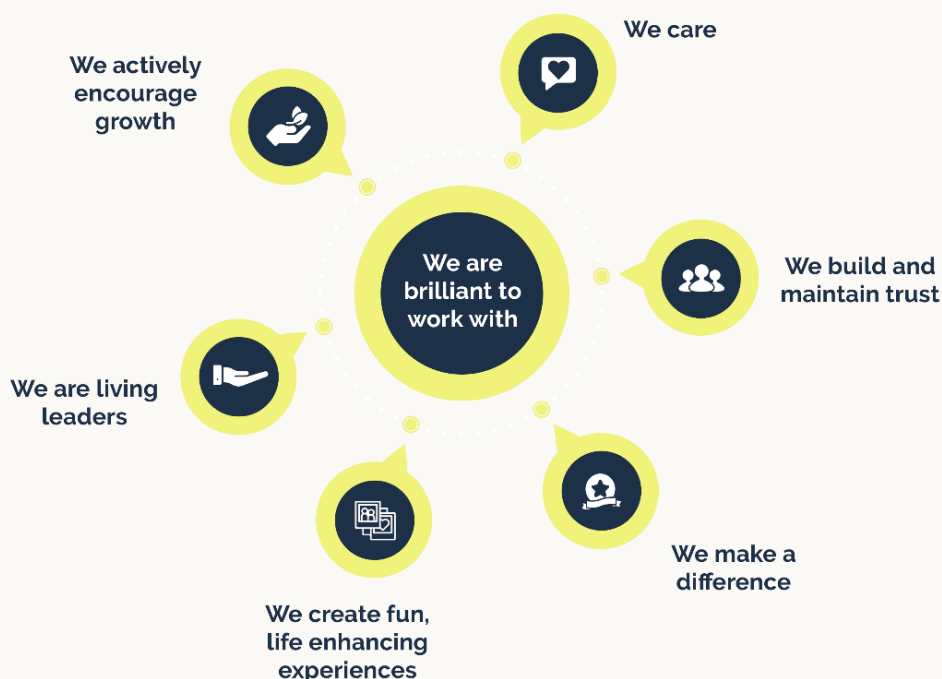 We care
We actively
encourage
growth
We are
brilliant to
work with
We build and
maintain trust
We are living
leaders
We make a
difference
We create fun,
life enhancing
experiences